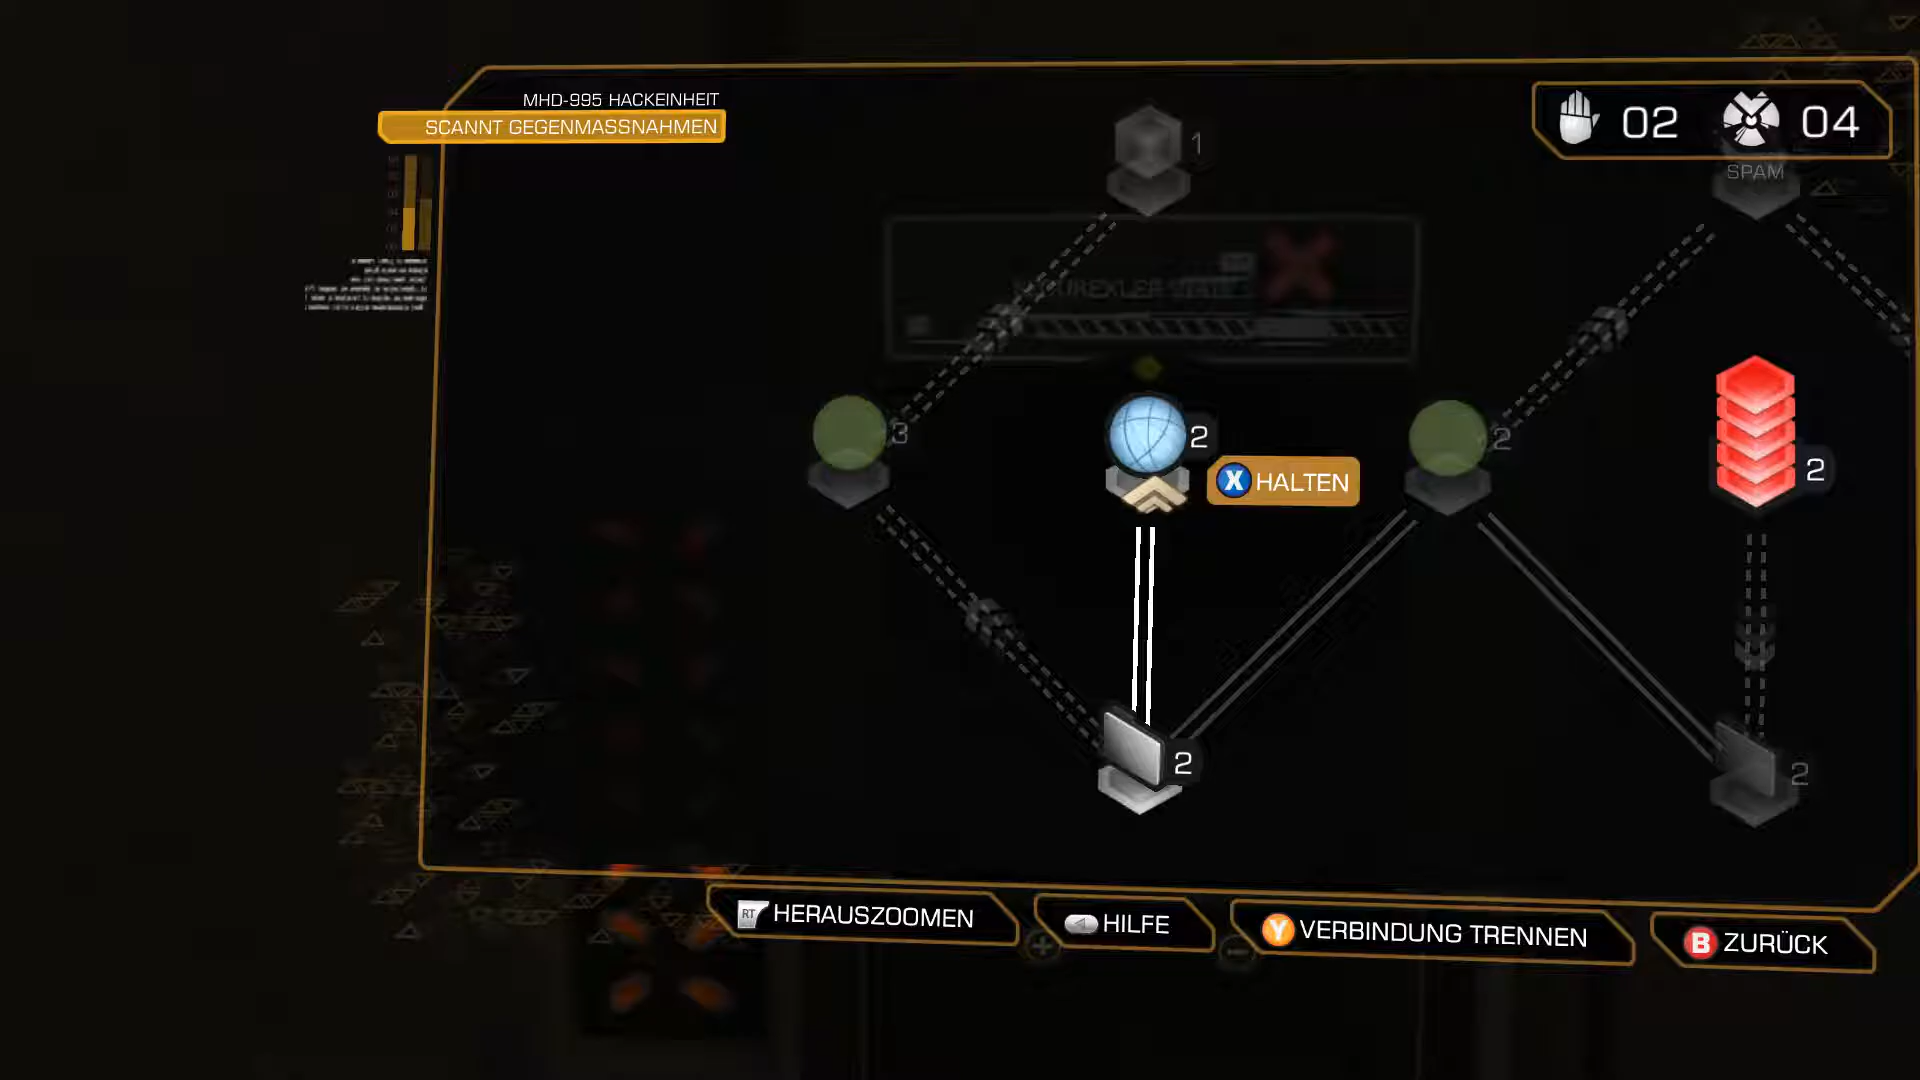 MHD-995 HACKEINHEIT
SCANNT GEGENMASSNAHMEN
02
04
SPAM
1
3
2
2
2
X HALTEN
2
2
RT HERAUSZOOMEN
HILFE
Y VERBINDUNG TRENNEN
B ZURÜCK